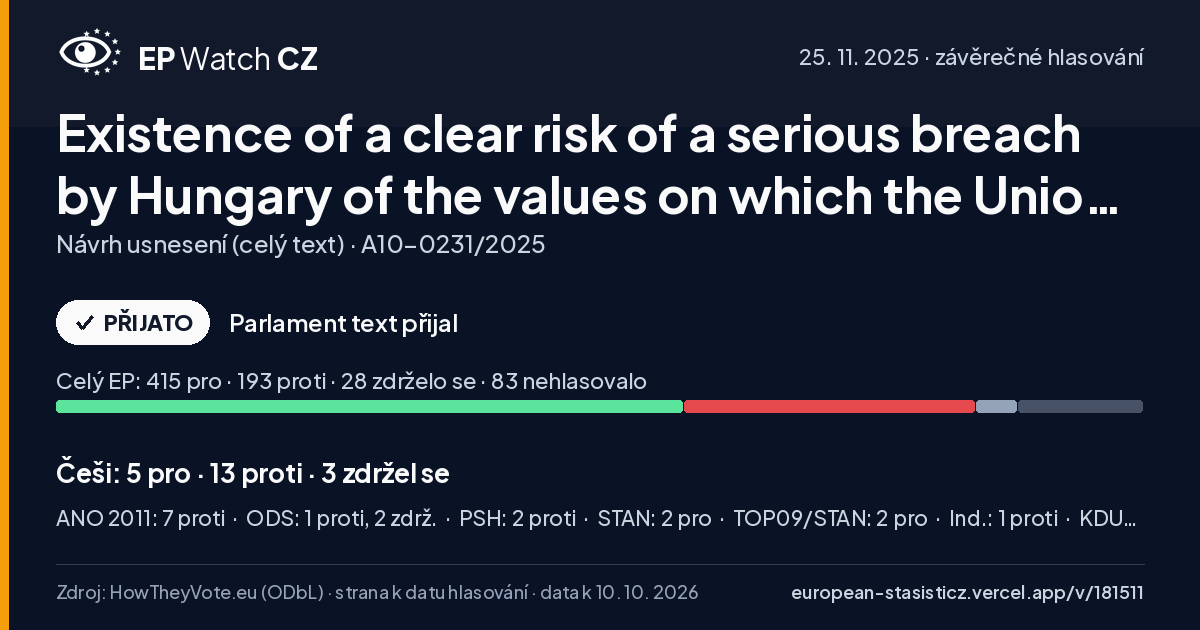 EP Watch CZ
25. 11. 2025 · závěrečné hlasování
Existence of a clear risk of a serious breach
by Hungary of the values on which the Unio…
Návrh usnesení (celý text) · A10-0231/2025
✓ PŘIJATO
Parlament text přijal
Celý EP: 415 pro · 193 proti · 28 zdrželo se · 83 nehlasovalo
Češi: 5 pro · 13 proti · 3 zdržel se
ANO 2011: 7 proti · ODS: 1 proti, 2 zdrž. · PSH: 2 proti · STAN: 2 pro · TOP09/STAN: 2 pro · Ind.: 1 proti · KDU…
Zdroj: HowTheyVote.eu (ODbL) · strana k datu hlasování · data k 10. 10. 2026
european-stasisticz.vercel.app/v/181511